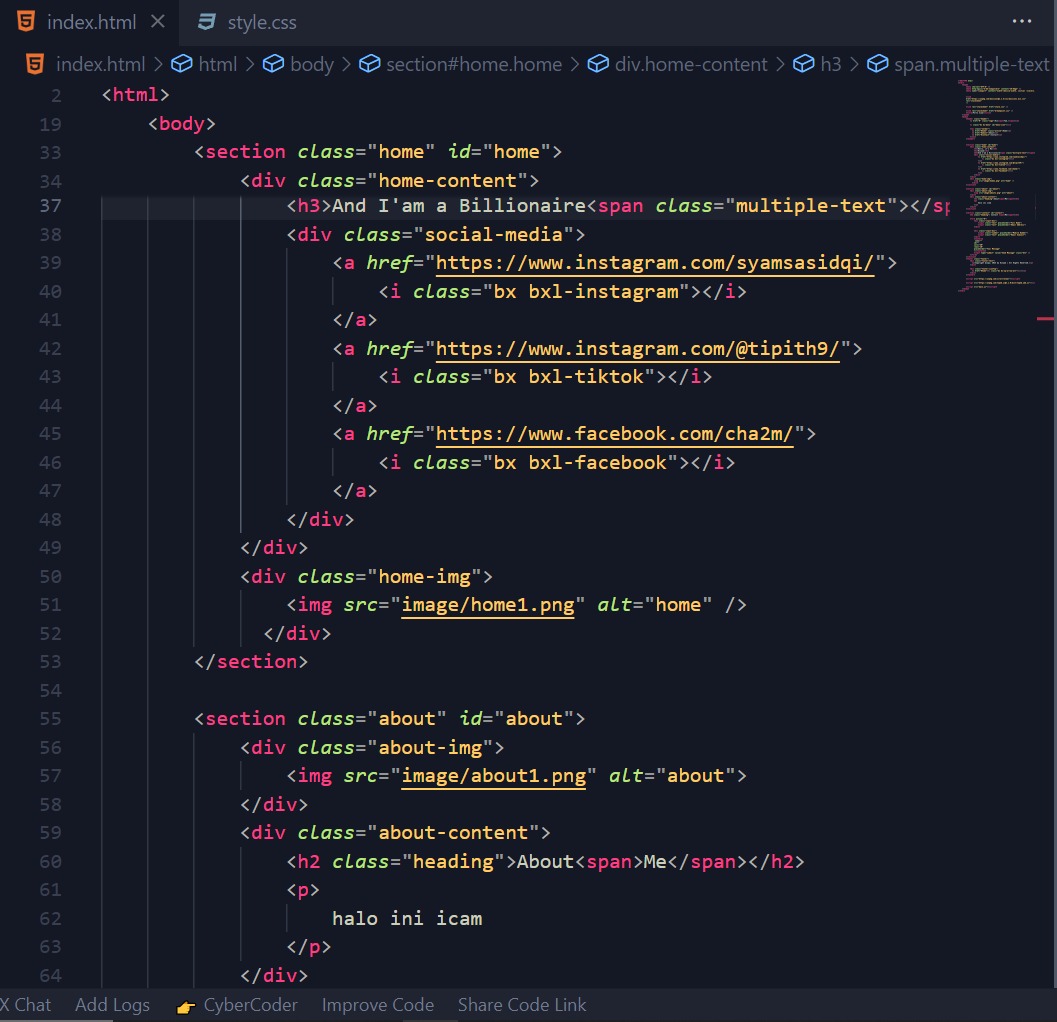 index.html
style.css
index.html > html > body > section#home.home > div.home-content > h3 > span.multiple-text
2 <html>
19 <body>
33 <section class="home" id="home">
34 <div class="home-content">
37 <h3>And I'am a Billionaire<span class="multiple-text"></sp
38 <div class="social-media">
39 <a href="https://www.instagram.com/syamsasidqi/">
40 <i class="bx bxl-instagram"></i>
41 </a>
42 <a href="https://www.instagram.com/@tipith9/">
43 <i class="bx bxl-tiktok"></i>
44 </a>
45 <a href="https://www.facebook.com/cha2m/">
46 <i class="bx bxl-facebook"></i>
47 </a>
48 </div>
49 </div>
50 <div class="home-img">
51 <img src="image/home1.png" alt="home" />
52 </div>
53 </section>
54
55 <section class="about" id="about">
56 <div class="about-img">
57 <img src="image/about1.png" alt="about">
58 </div>
59 <div class="about-content">
60 <h2 class="heading">About<span>Me</span></h2>
61 <p>
62 halo ini icam
63 </p>
64 </div>
X Chat Add Logs 👉 CyberCoder Improve Code Share Code Link